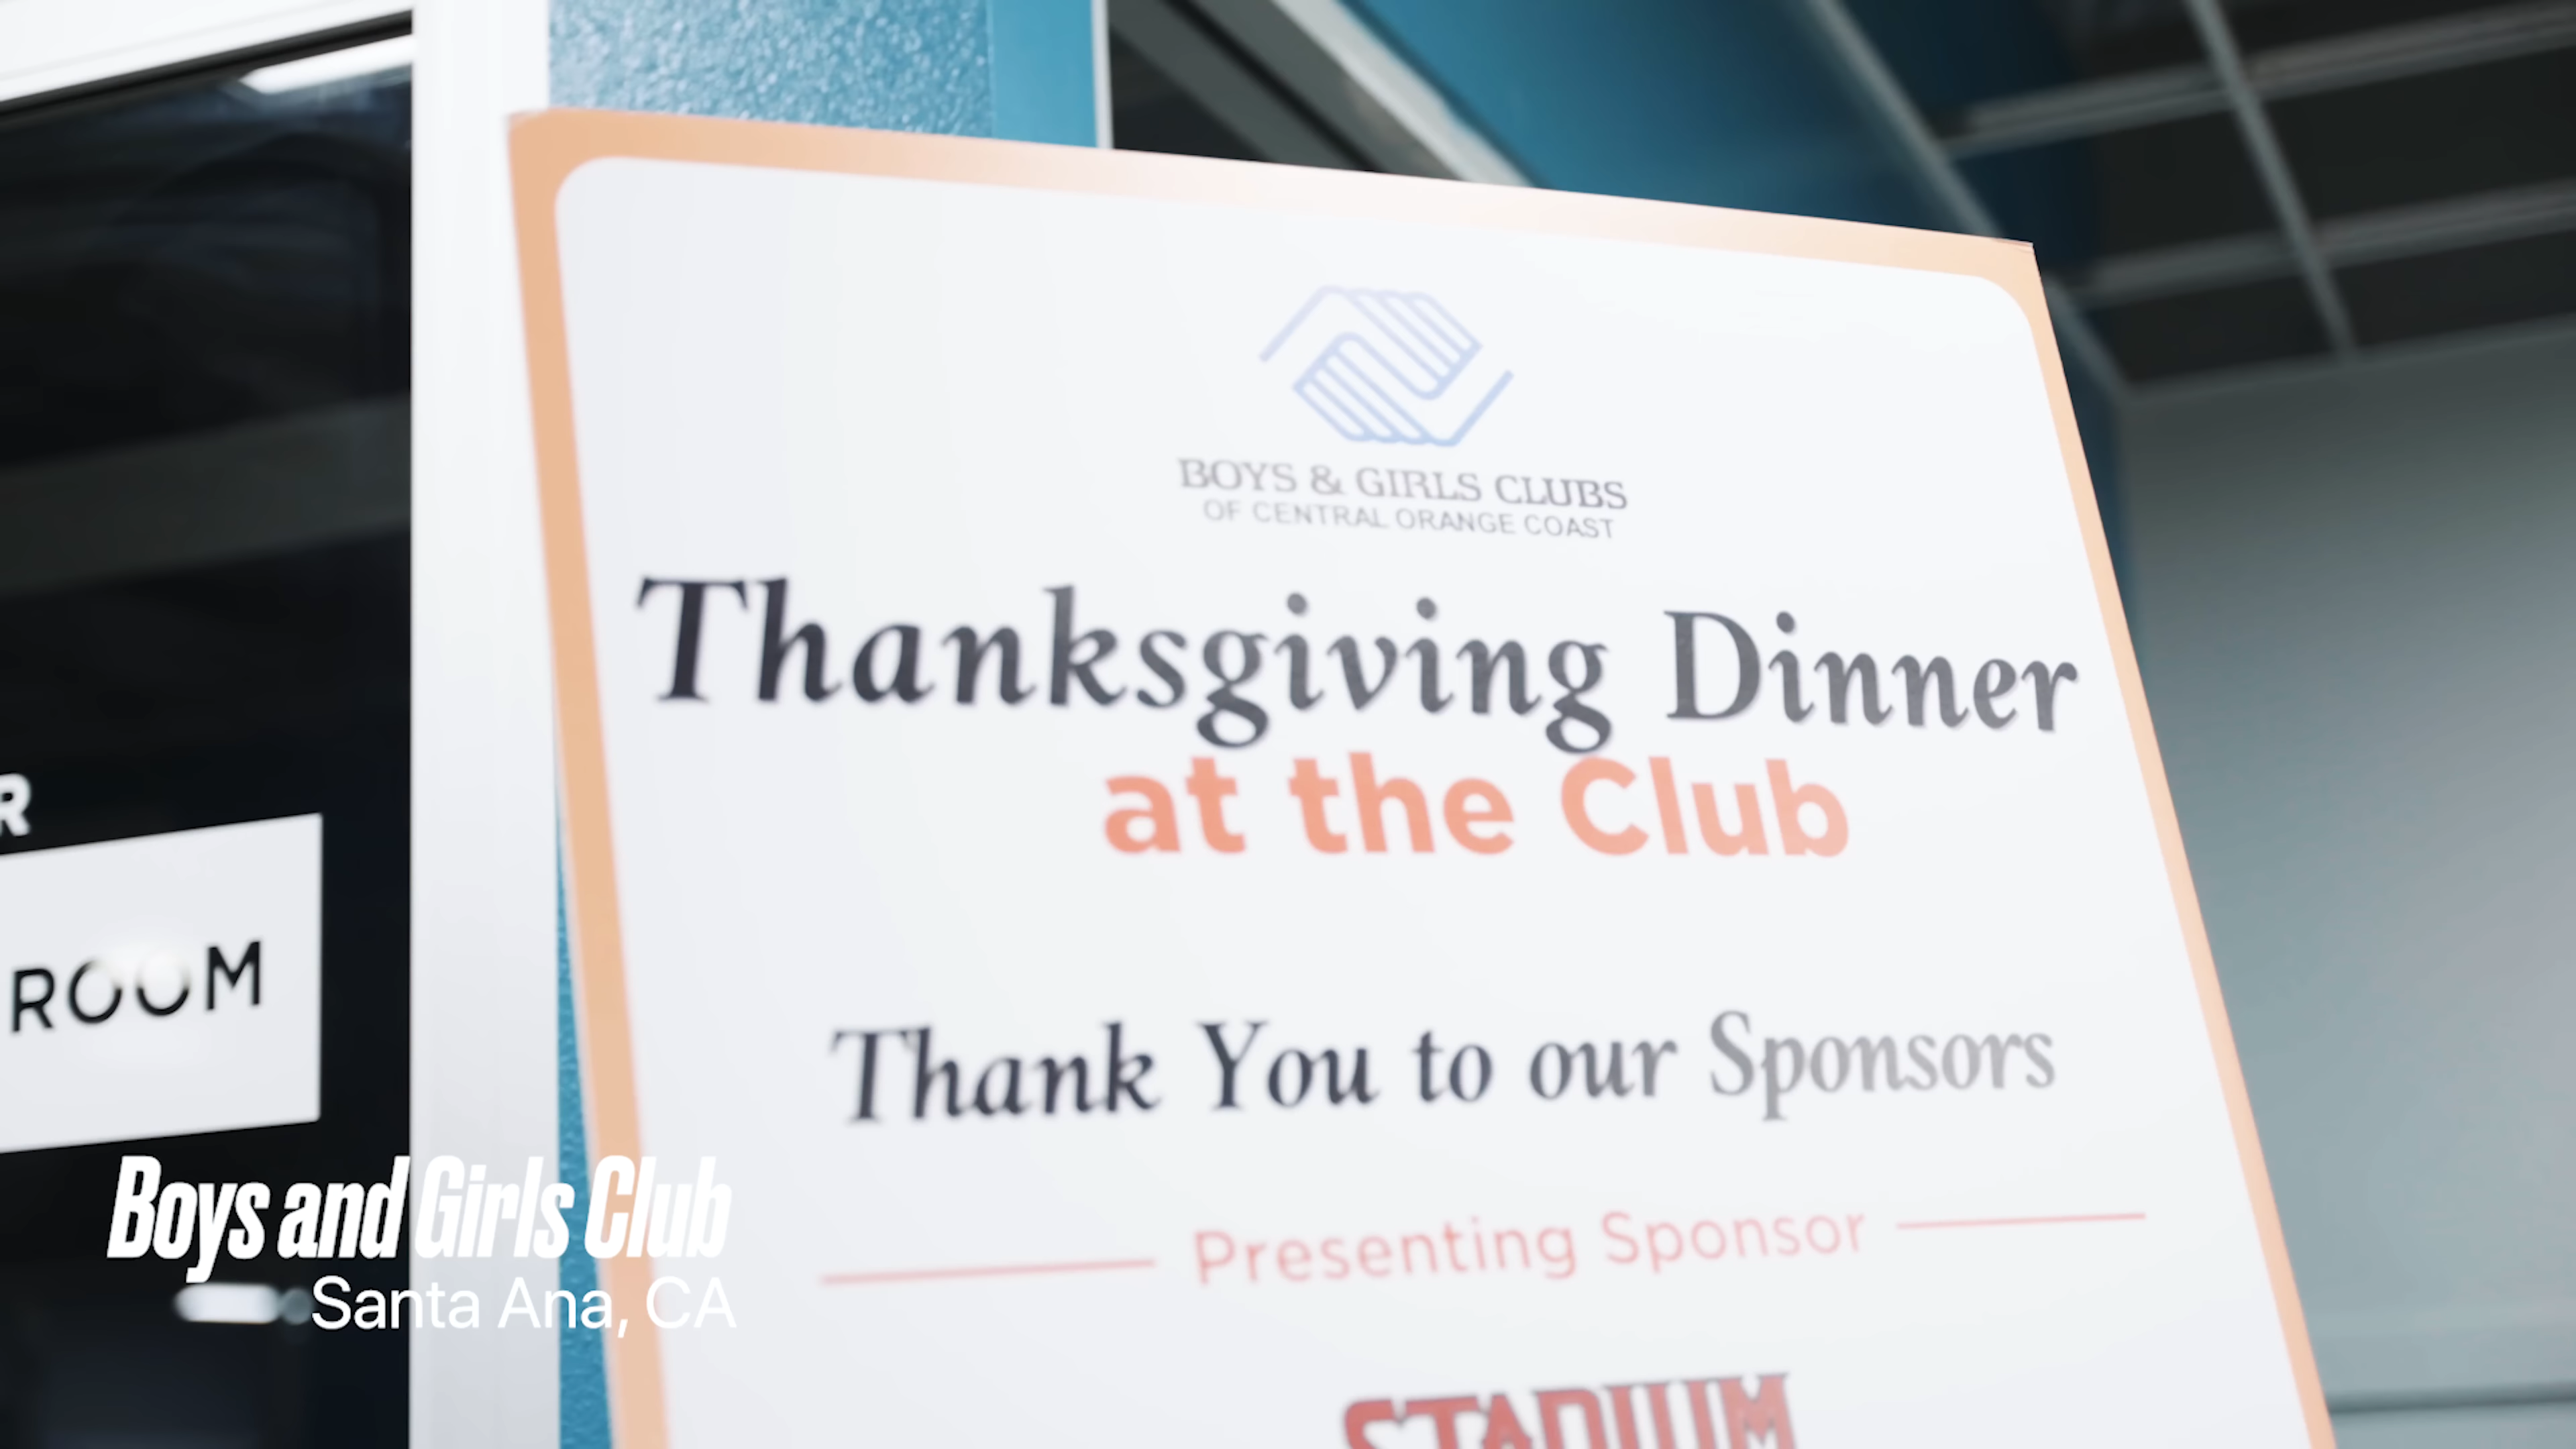 BOYS & GIRLS CLUBS
OF CENTRAL ORANGE COAST
Thanksgiving Dinner
at the Club
Thank You to our Sponsors
Presenting Sponsor
STADIUM
R
ROOM
Boys and Girls Club
Santa Ana, CA